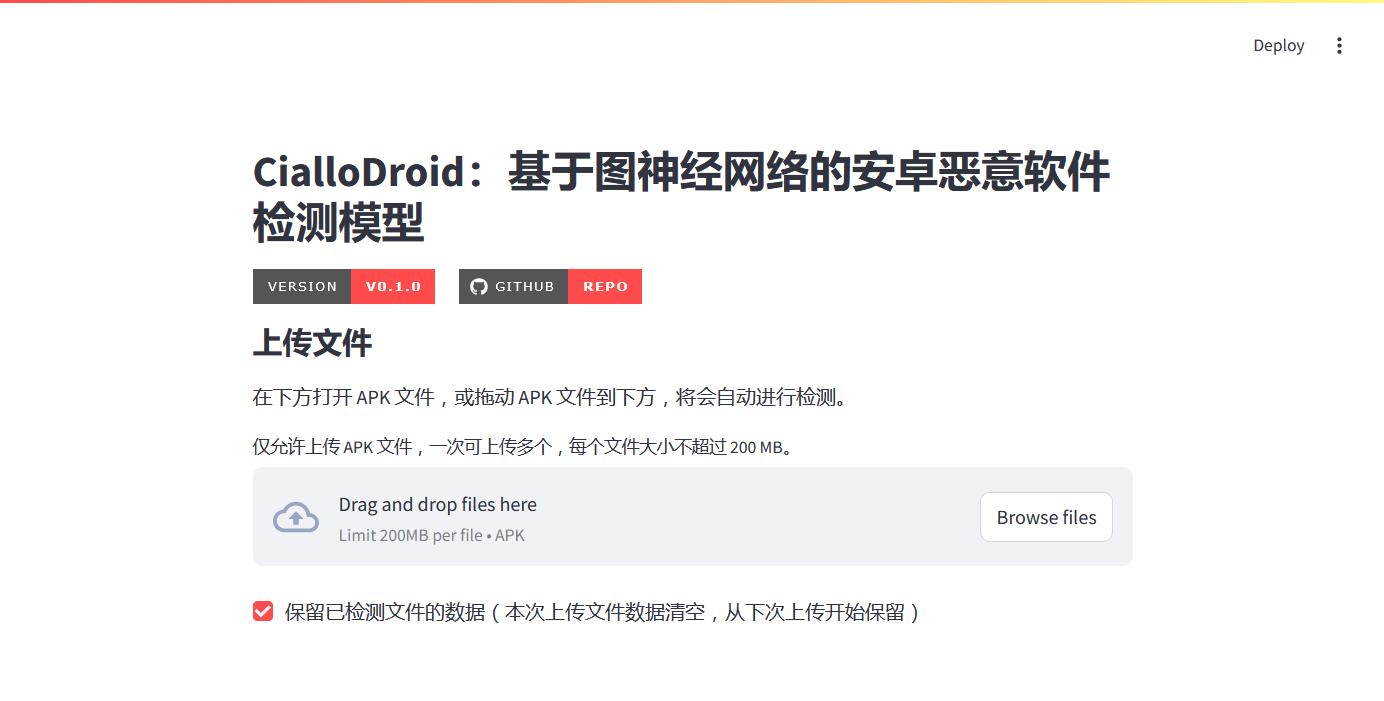 Deploy
CialloDroid：基于图神经网络的安卓恶意软件
检测模型
VERSION V0.1.0 GITHUB REPO
上传文件
在下方打开 APK 文件，或拖动 APK 文件到下方，将会自动进行检测。
仅允许上传 APK 文件，一次可上传多个，每个文件大小不超过 200 MB。
Drag and drop files here
Limit 200MB per file • APK
Browse files
保留已检测文件的数据（本次上传文件数据清空，从下次上传开始保留）